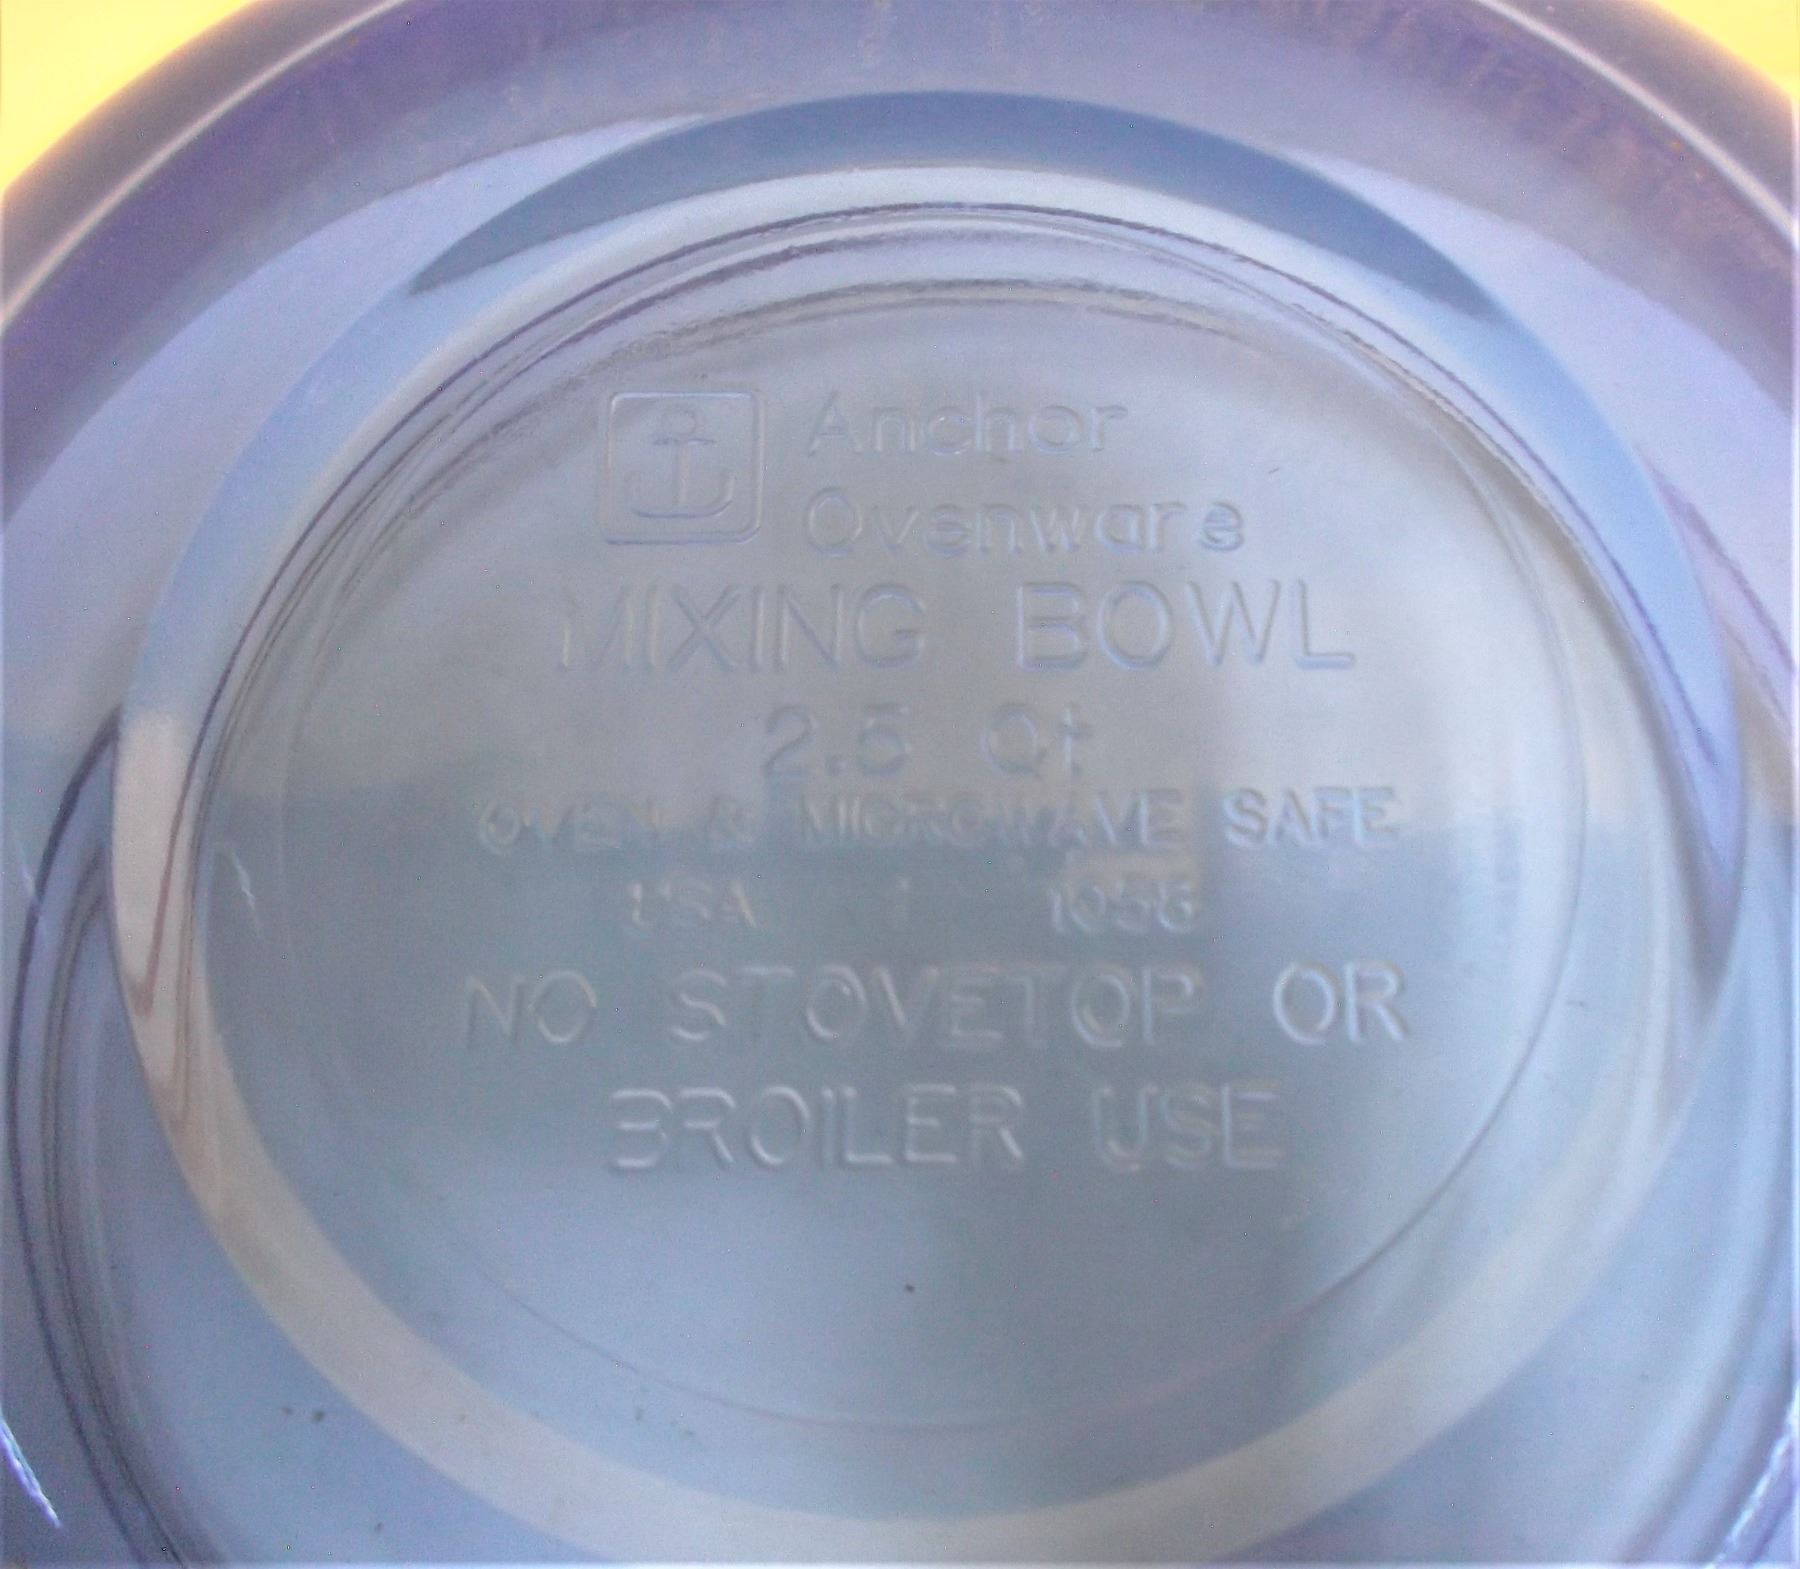 Anchor
Ovenware
MIXING BOWL
2.5 Qt
OVEN & MICROWAVE SAFE
USA 1 1056
NO STOVETOP OR
BROILER USE